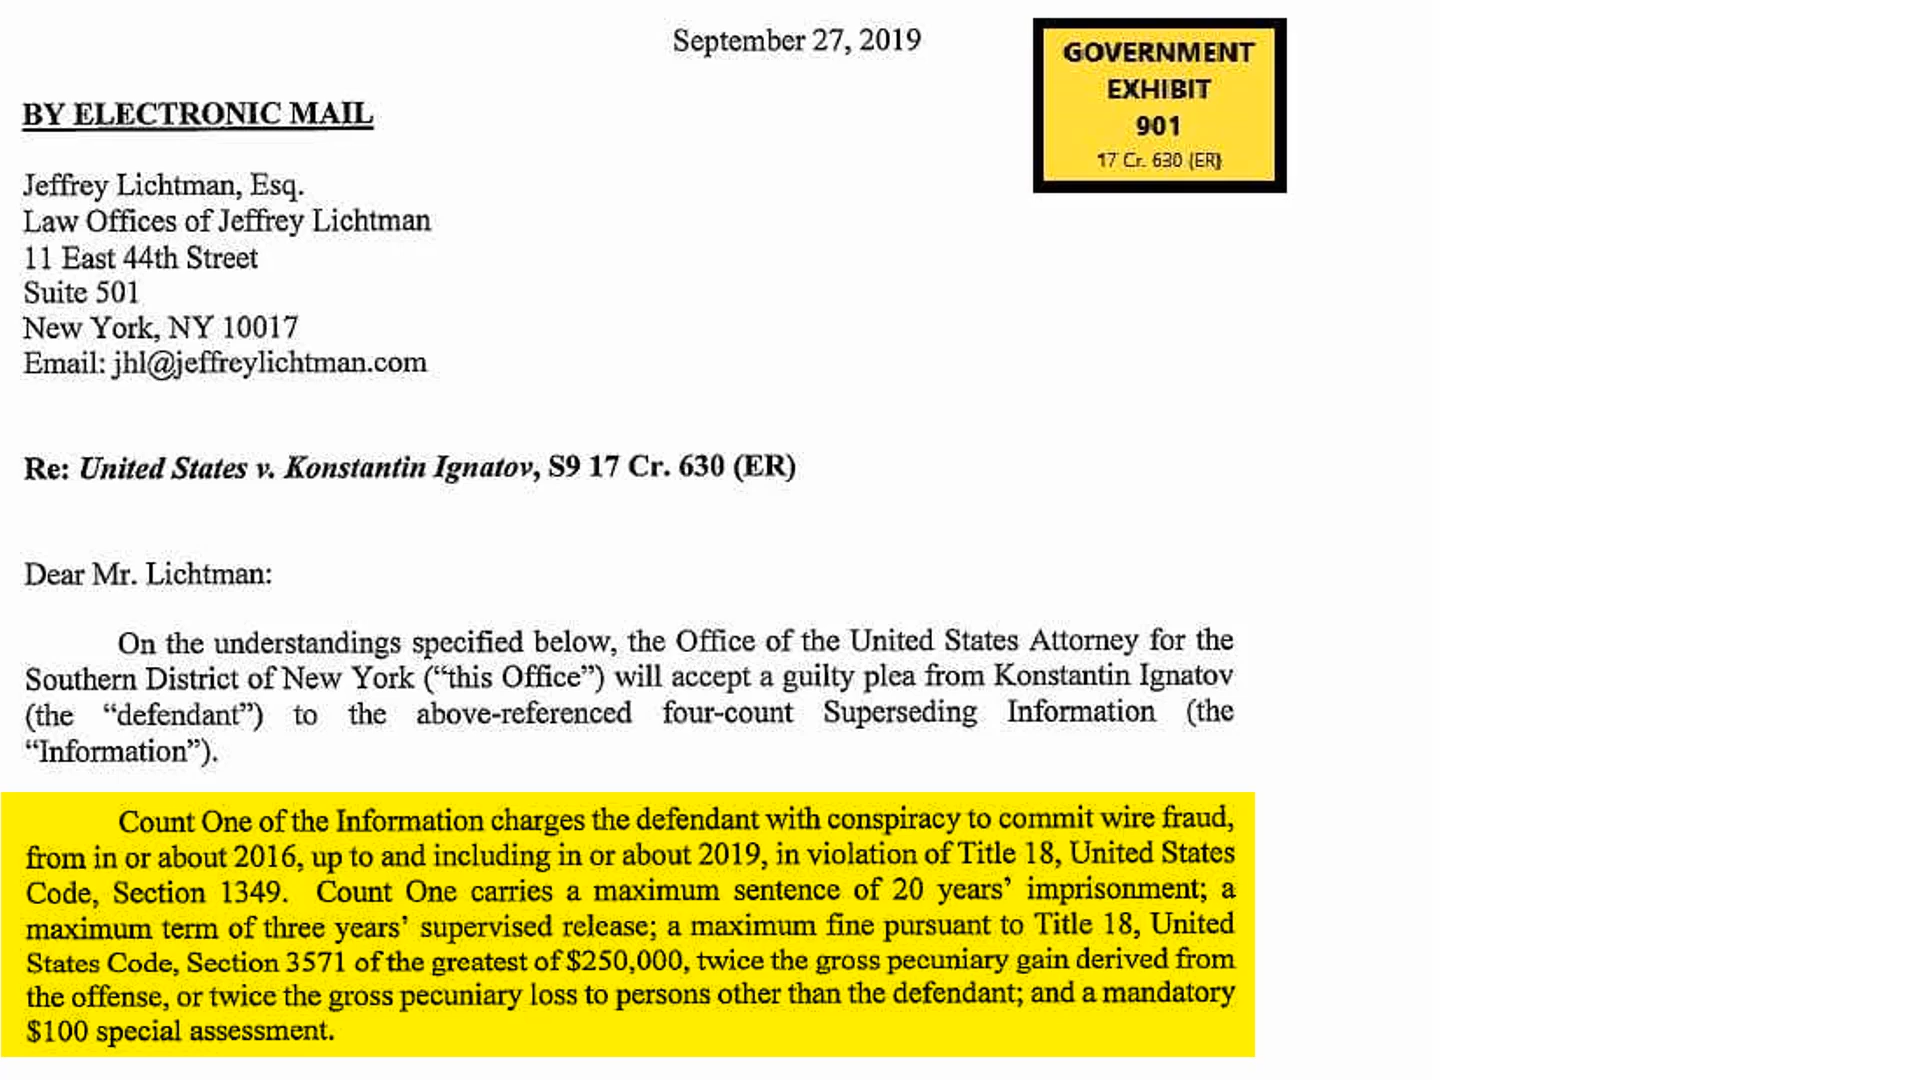 September 27, 2019
GOVERNMENT
EXHIBIT
901
17 Cr. 630 (ER)
BY ELECTRONIC MAIL
Jeffrey Lichtman, Esq.
Law Offices of Jeffrey Lichtman
11 East 44th Street
Suite 501
New York, NY 10017
Email: jhl@jeffreylichtman.com
Re: United States v. Konstantin Ignatov, S9 17 Cr. 630 (ER)
Dear Mr. Lichtman:
On the understandings specified below, the Office of the United States Attorney for the
Southern District of New York (“this Office”) will accept a guilty plea from Konstantin Ignatov
(the “defendant”) to the above-referenced four-count Superseding Information (the
“Information”).
Count One of the Information charges the defendant with conspiracy to commit wire fraud,
from in or about 2016, up to and including in or about 2019, in violation of Title 18, United States
Code, Section 1349. Count One carries a maximum sentence of 20 years’ imprisonment; a
maximum term of three years’ supervised release; a maximum fine pursuant to Title 18, United
States Code, Section 3571 of the greatest of $250,000, twice the gross pecuniary gain derived from
the offense, or twice the gross pecuniary loss to persons other than the defendant; and a mandatory
$100 special assessment.